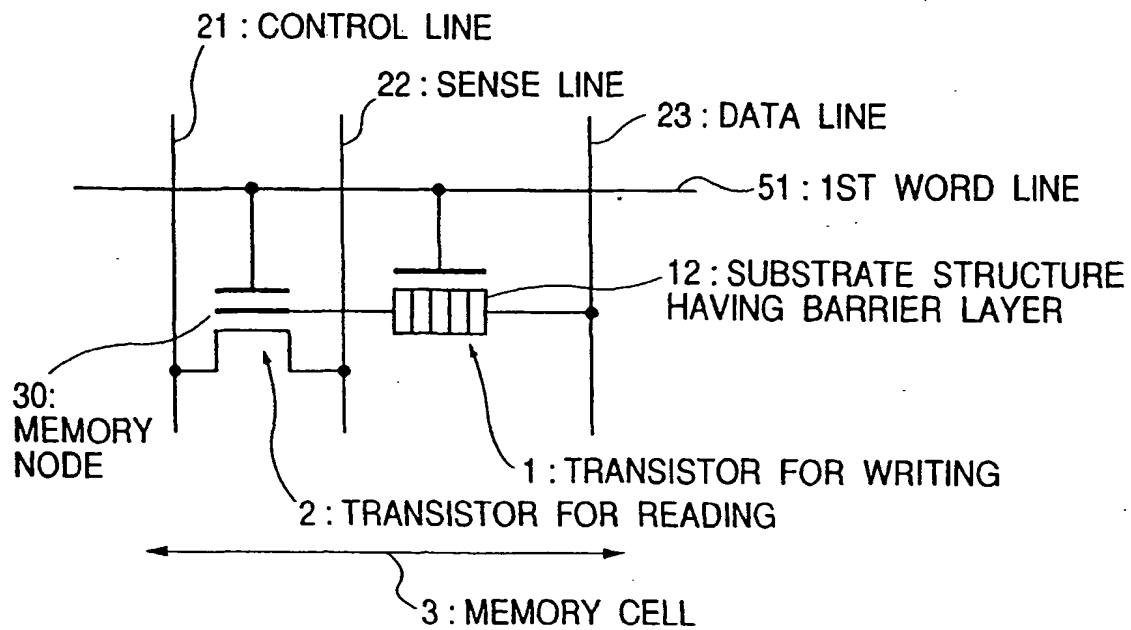 21 : CONTROL LINE
22 : SENSE LINE
23 : DATA LINE
51 : 1ST WORD LINE
12 : SUBSTRATE STRUCTURE
HAVING BARRIER LAYER
30:
MEMORY
NODE
1 : TRANSISTOR FOR WRITING
2 : TRANSISTOR FOR READING
3 : MEMORY CELL